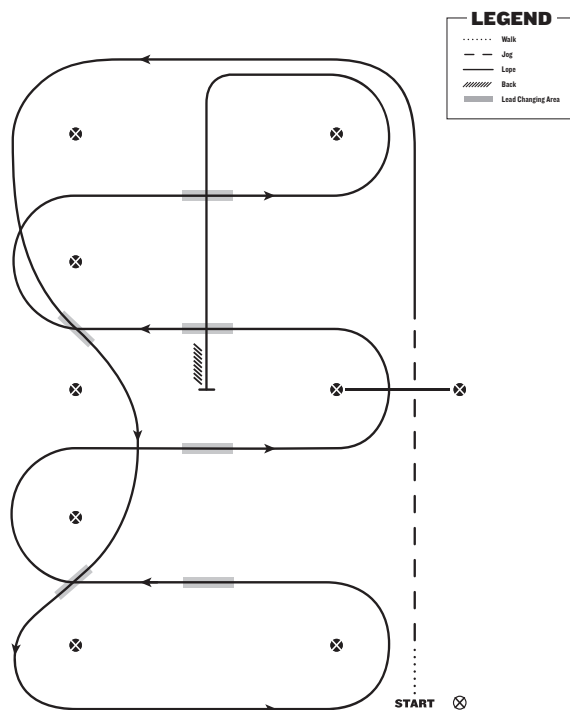 LEGEND
Walk
Jog
Lope
Back
Lead Changing Area
START